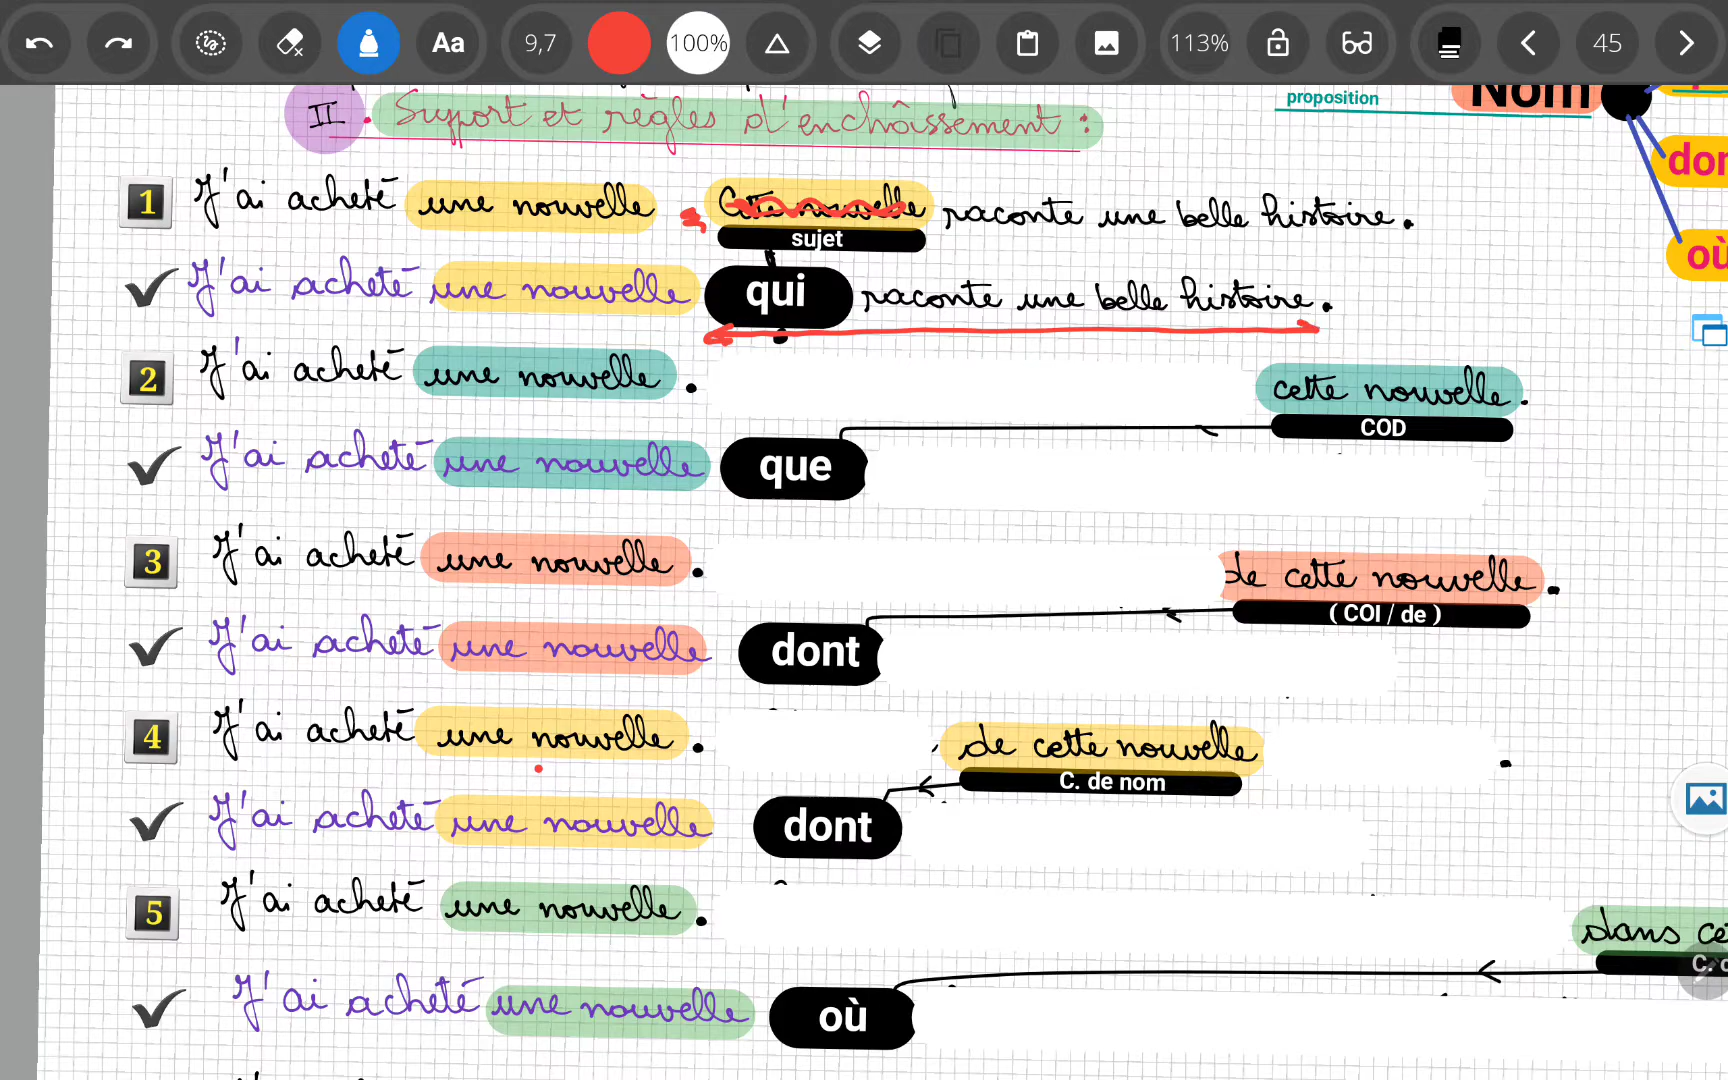 9,7 100% 113% 45
Aa
proposition Nom
II. Suport et règles d'enchâissement :
don
1 J'ai acheté une nouvelle Cette nouvelle raconte une belle histoire.
sujet
où
J'ai acheté une nouvelle qui raconte une belle histoire.
2 J'ai acheté une nouvelle. cette nouvelle.
COD
J'ai acheté une nouvelle que
3 J'ai acheté une nouvelle. de cette nouvelle.
( COI / de )
J'ai acheté une nouvelle dont
4 J'ai acheté une nouvelle. de cette nouvelle.
C. de nom
J'ai acheté une nouvelle dont
5 J'ai acheté une nouvelle. dans ce
C. c
J'ai acheté une nouvelle où